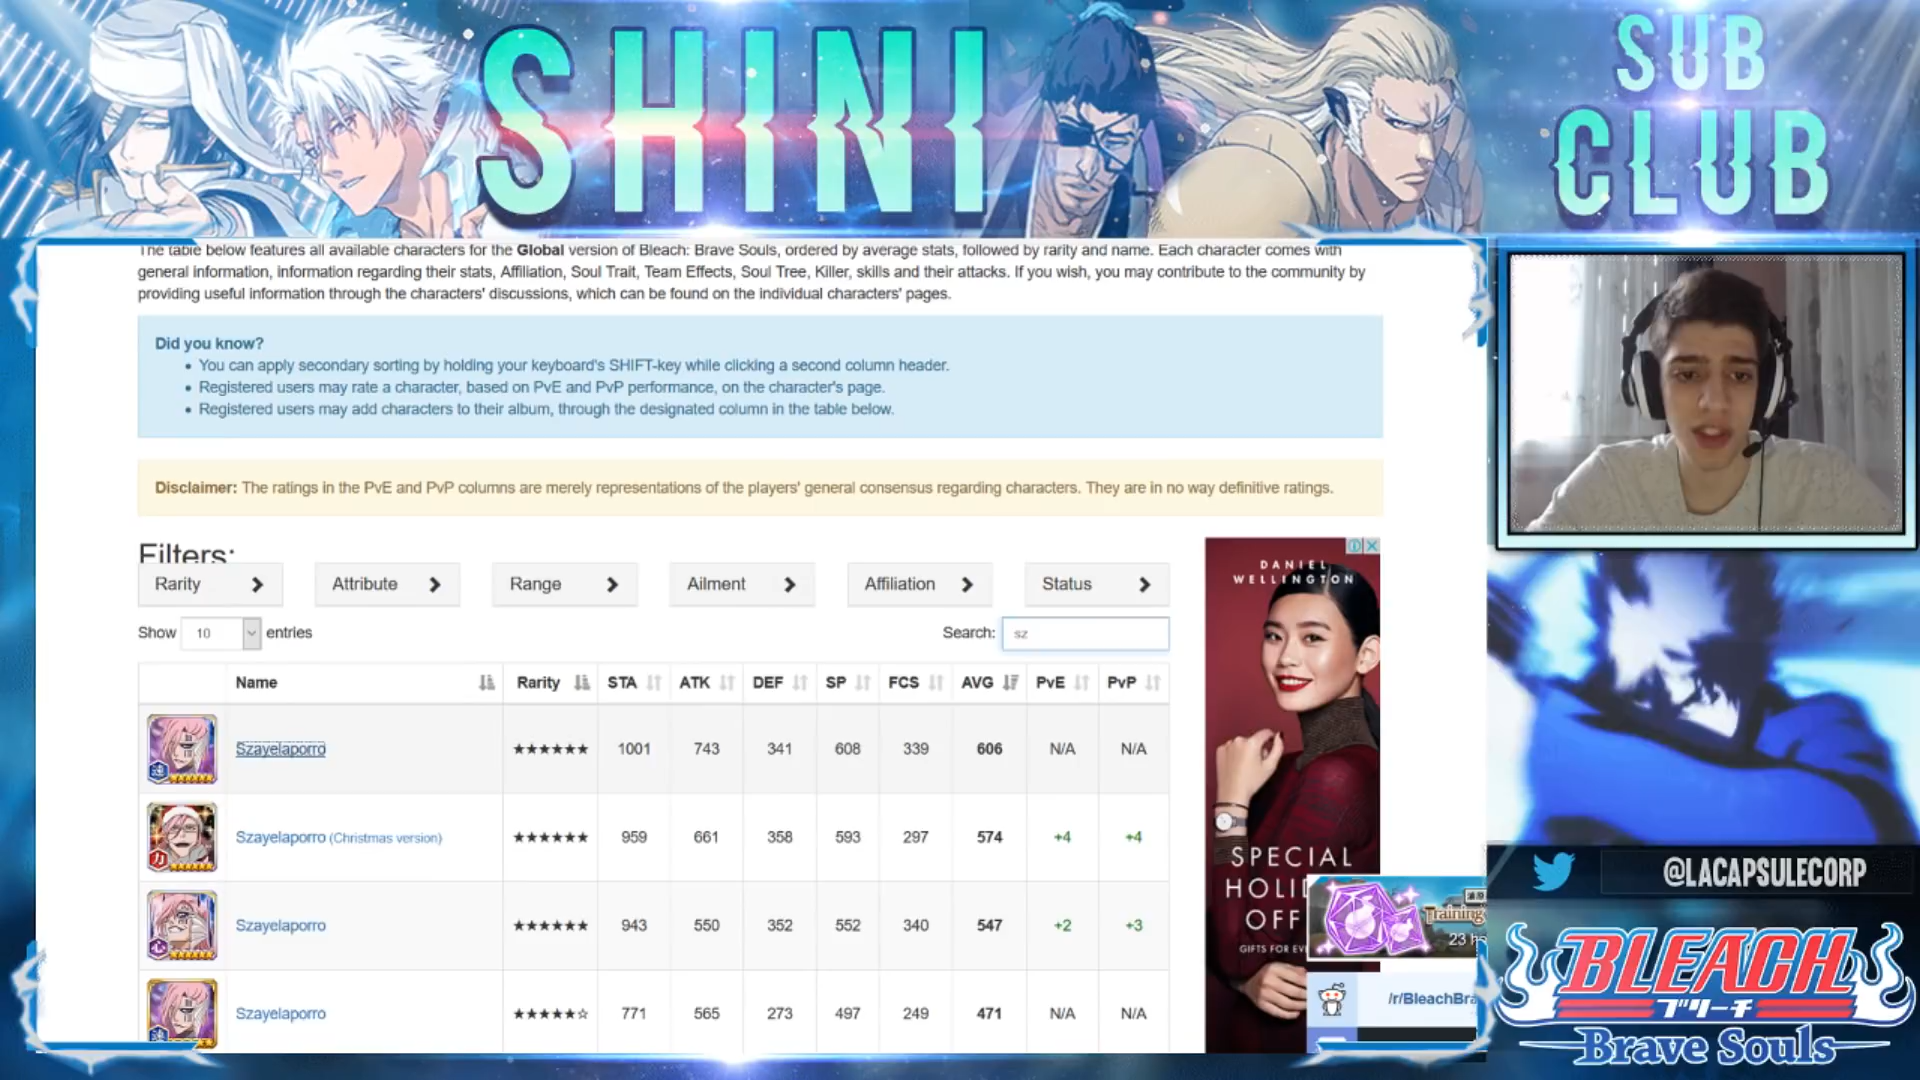 SHINI
SUB
CLUB
The table below features all available characters for the Global version of Bleach: Brave Souls, ordered by average stats, followed by rarity and name. Each character comes with
general information, information regarding their stats, Affiliation, Soul Trait, Team Effects, Soul Tree, Killer, skills and their attacks. If you wish, you may contribute to the community by
providing useful information through the characters' discussions, which can be found on the individual characters' pages.
Did you know?
• You can apply secondary sorting by holding your keyboard's SHIFT-key while clicking a second column header.
• Registered users may rate a character, based on PvE and PvP performance, on the character's page.
• Registered users may add characters to their album, through the designated column in the table below.
Disclaimer: The ratings in the PvE and PvP columns are merely representations of the players' general consensus regarding characters. They are in no way definitive ratings.
Filters:
Rarity Attribute Range Ailment Affiliation Status
Show 10 entries Search: sz
Name Rarity STA ATK DEF SP FCS AVG PvE PvP
Szayelaporro ★★★★★★ 1001 743 341 608 339 606 N/A N/A
Szayelaporro (Christmas version) ★★★★★★ 959 661 358 593 297 574 +4 +4
Szayelaporro ★★★★★★ 943 550 352 552 340 547 +2 +3
Szayelaporro ★★★★★☆ 771 565 273 497 249 471 N/A N/A
DANIEL
WELLINGTON
SPECIAL
HOLI
OFF
GIFTS FOR EV
Training
23 h
/r/BleachBra
@LACAPSULECORP
BLEACH
ブリーチ
Brave Souls